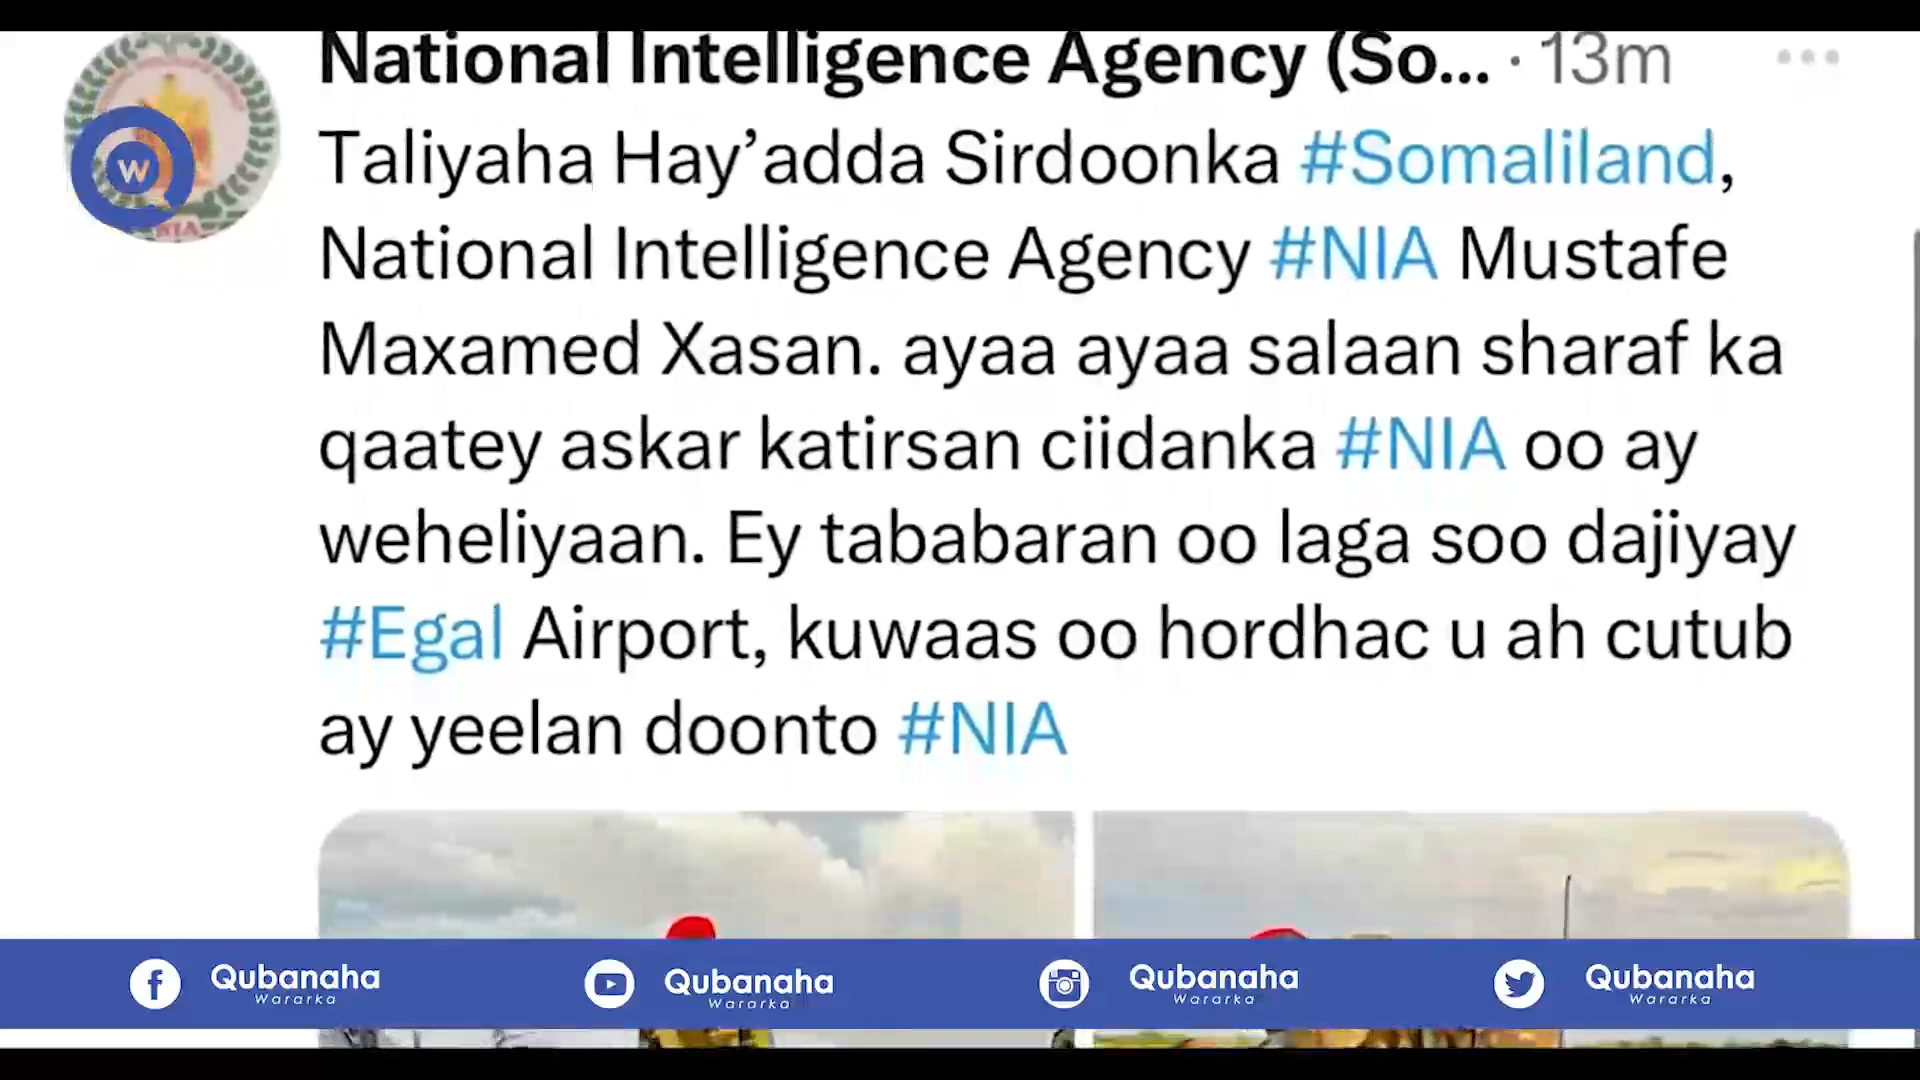 National Intelligence Agency (So... · 13m
Taliyaha Hay’adda Sirdoonka #Somaliland,
National Intelligence Agency #NIA Mustafe
Maxamed Xasan. ayaa ayaa salaan sharaf ka
qaatey askar katirsan ciidanka #NIA oo ay
weheliyaan. Ey tababaran oo laga soo dajiyay
#Egal Airport, kuwaas oo hordhac u ah cutub
ay yeelan doonto #NIA
W
NIA
Qubanaha
Wararka
Qubanaha
Wararka
Qubanaha
Wararka
Qubanaha
Wararka